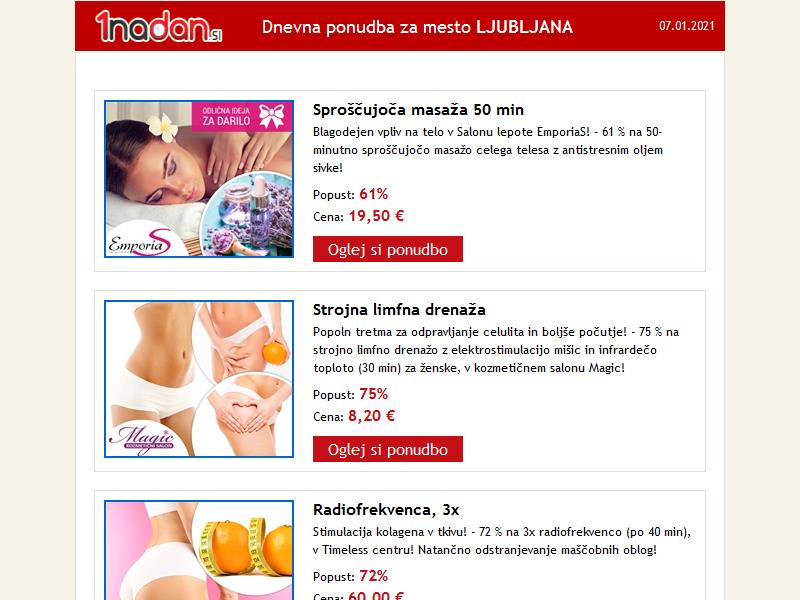 1nadan.si
Dnevna ponudba za mesto LJUBLJANA
07.01.2021
ODLIČNA IDEJA
ZA DARILO
EmporiaS
Sproščujoča masaža 50 min
Blagodejen vpliv na telo v Salonu lepote EmporiaS! - 61 % na 50-
minutno sproščujočo masažo celega telesa z antistresnim oljem
sivke!
Popust: 61%
Cena: 19,50 €
Oglej si ponudbo
Magic
KOZMETIČNI SALON
Strojna limfna drenaža
Popoln tretma za odpravljanje celulita in boljše počutje! - 75 % na
strojno limfno drenažo z elektrostimulacijo mišic in infrardečo
toploto (30 min) za ženske, v kozmetičnem salonu Magic!
Popust: 75%
Cena: 8,20 €
Oglej si ponudbo
Radiofrekvenca, 3x
Stimulacija kolagena v tkivu! - 72 % na 3x radiofrekvenco (po 40 min),
v Timeless centru! Natančno odstranjevanje maščobnih oblog!
Popust: 72%
Cena: 60,00 €